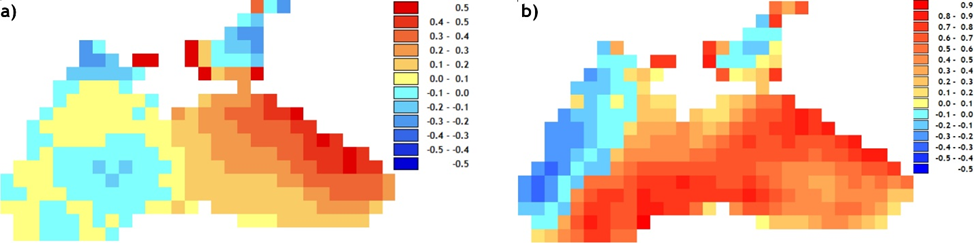 a)
0.5
0.4 - 0.5
0.3 - 0.4
0.2 - 0.3
0.1 - 0.2
0.0 - 0.1
-0.1 - 0.0
-0.2 - -0.1
-0.3 - -0.2
-0.4 - -0.3
-0.5 - -0.4
-0.5
b)
0.9
0.8 - 0.9
0.7 - 0.8
0.6 - 0.7
0.5 - 0.6
0.4 - 0.5
0.3 - 0.4
0.2 - 0.3
0.1 - 0.2
0.0 - 0.1
-0.1 - 0.0
-0.2 - -0.1
-0.3 - -0.2
-0.4 - -0.3
-0.5 - -0.4
-0.5